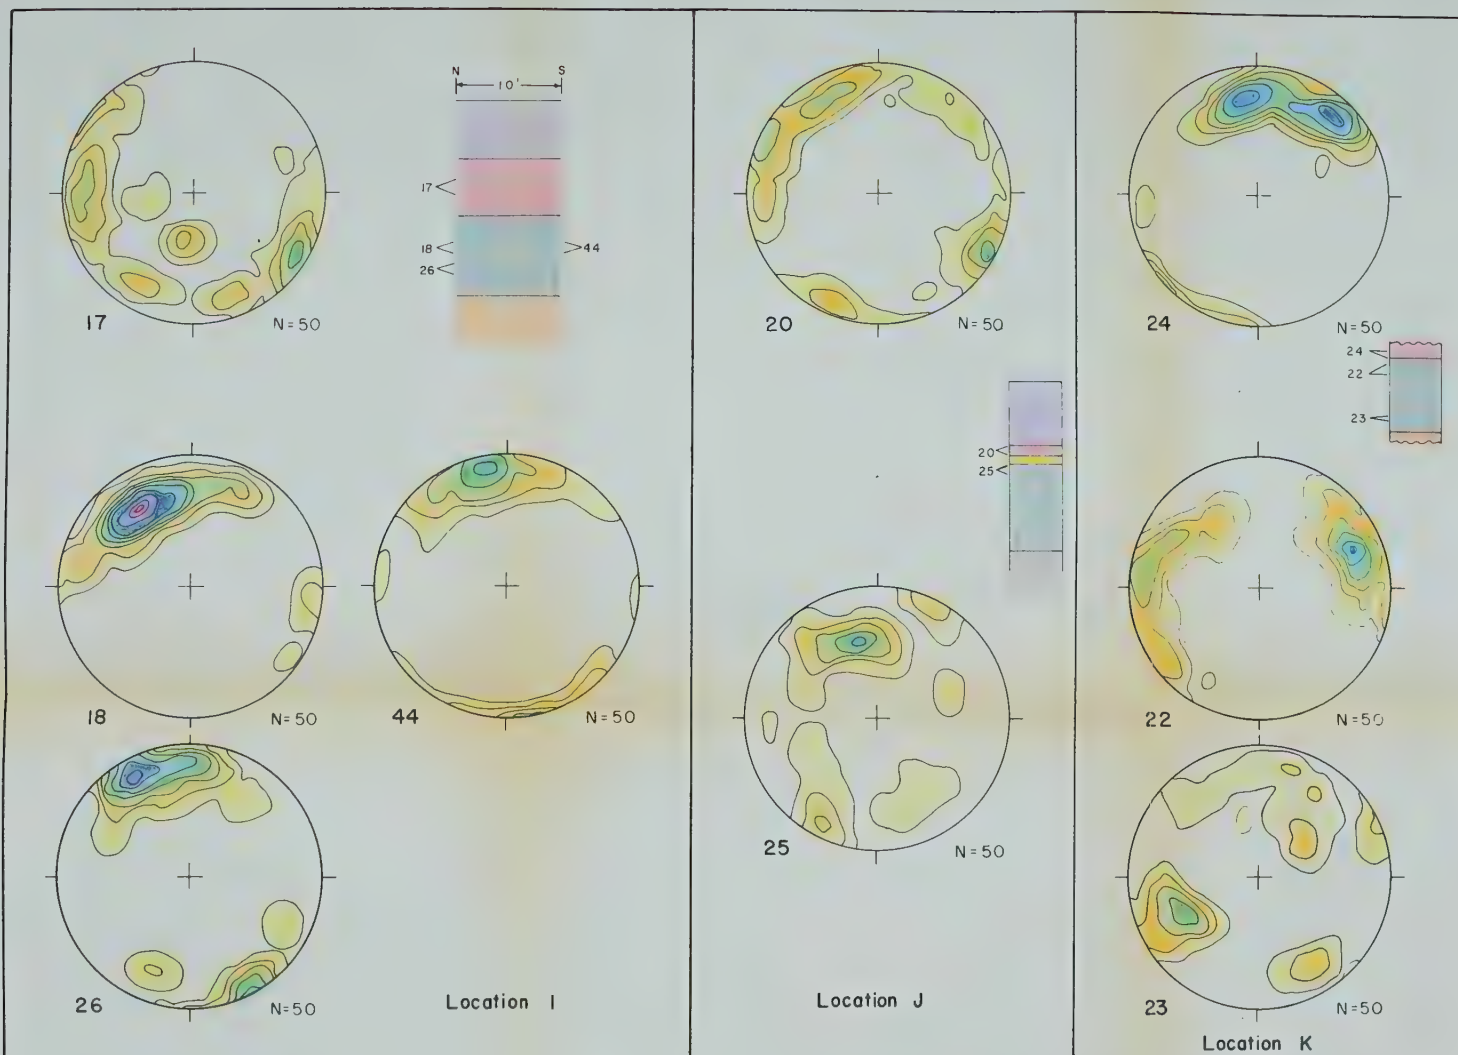 N S
10'
17
18
44
26
17 N=50
18 N=50
44 N=50
26 N=50
Location I
20 N=50
20
25
25 N=50
Location J
24 N=50
24
22
23
22 N=50
23 N=50
Location K